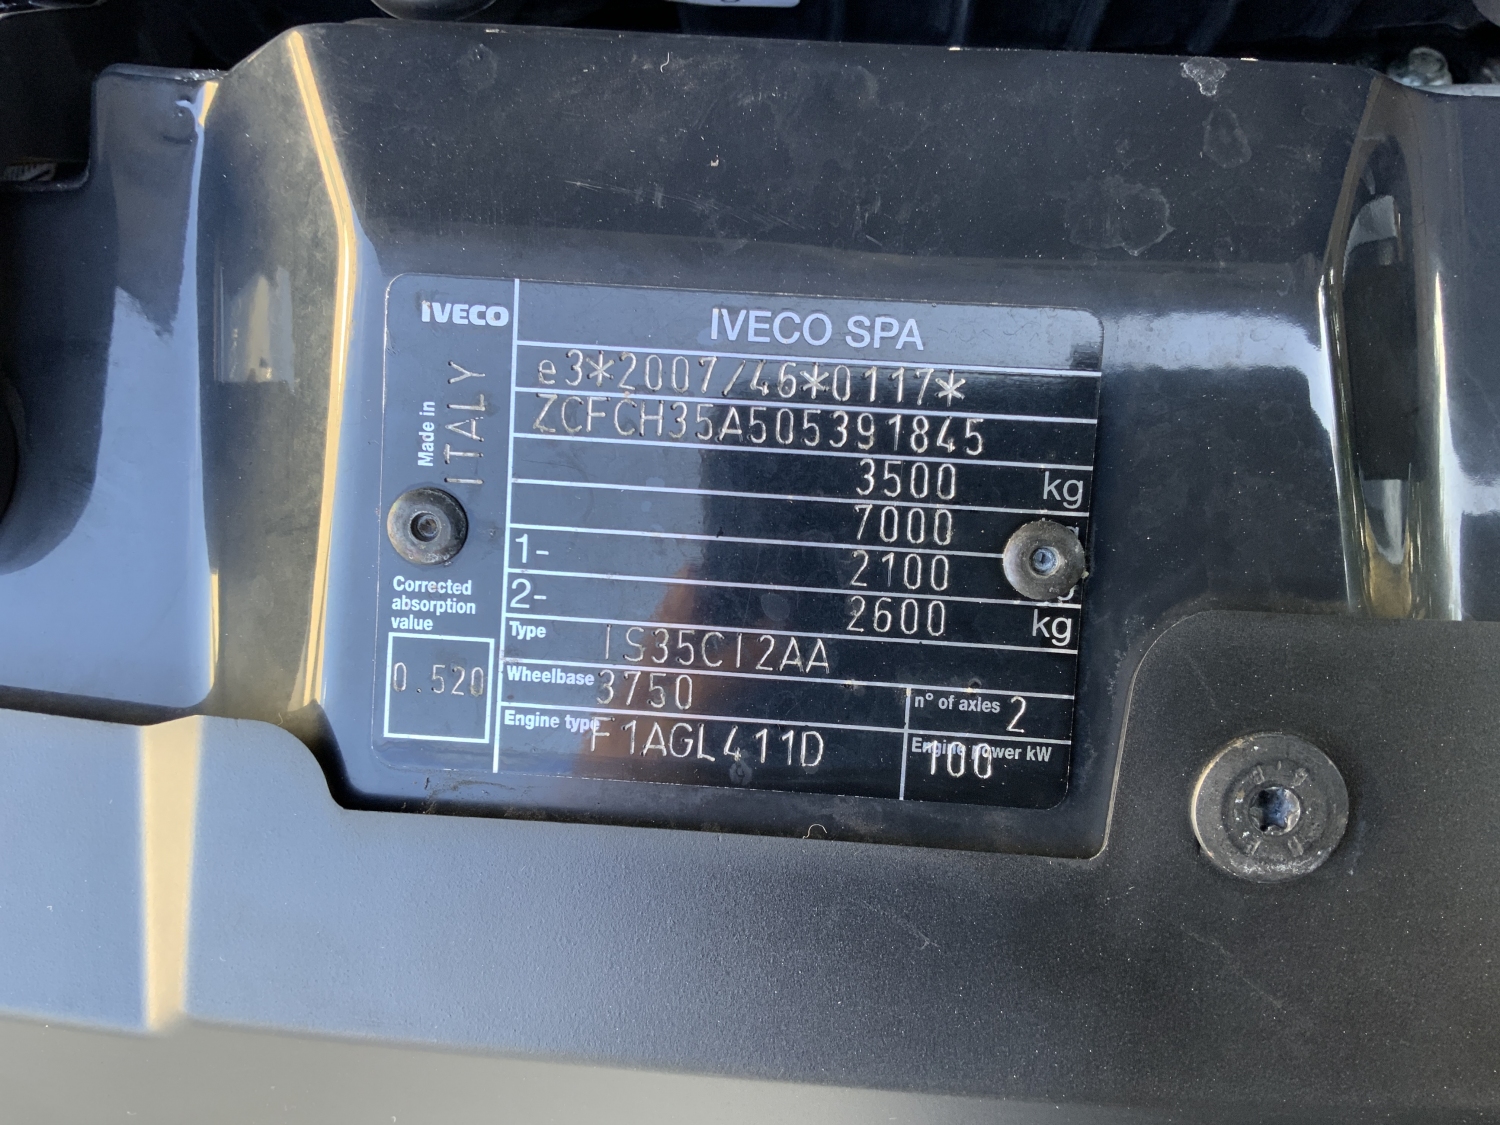 IVECO
IVECO SPA
Made in
ITALY
e3*2007/46*0117*
ZCFCH35A505391845
3500 kg
7000
1- 2100
2- 2600 kg
Corrected
absorption
value
0.520
Type IS35CI2AA
Wheelbase 3750
n° of axles 2
Engine type F1AGL411D
Engine power kW 100